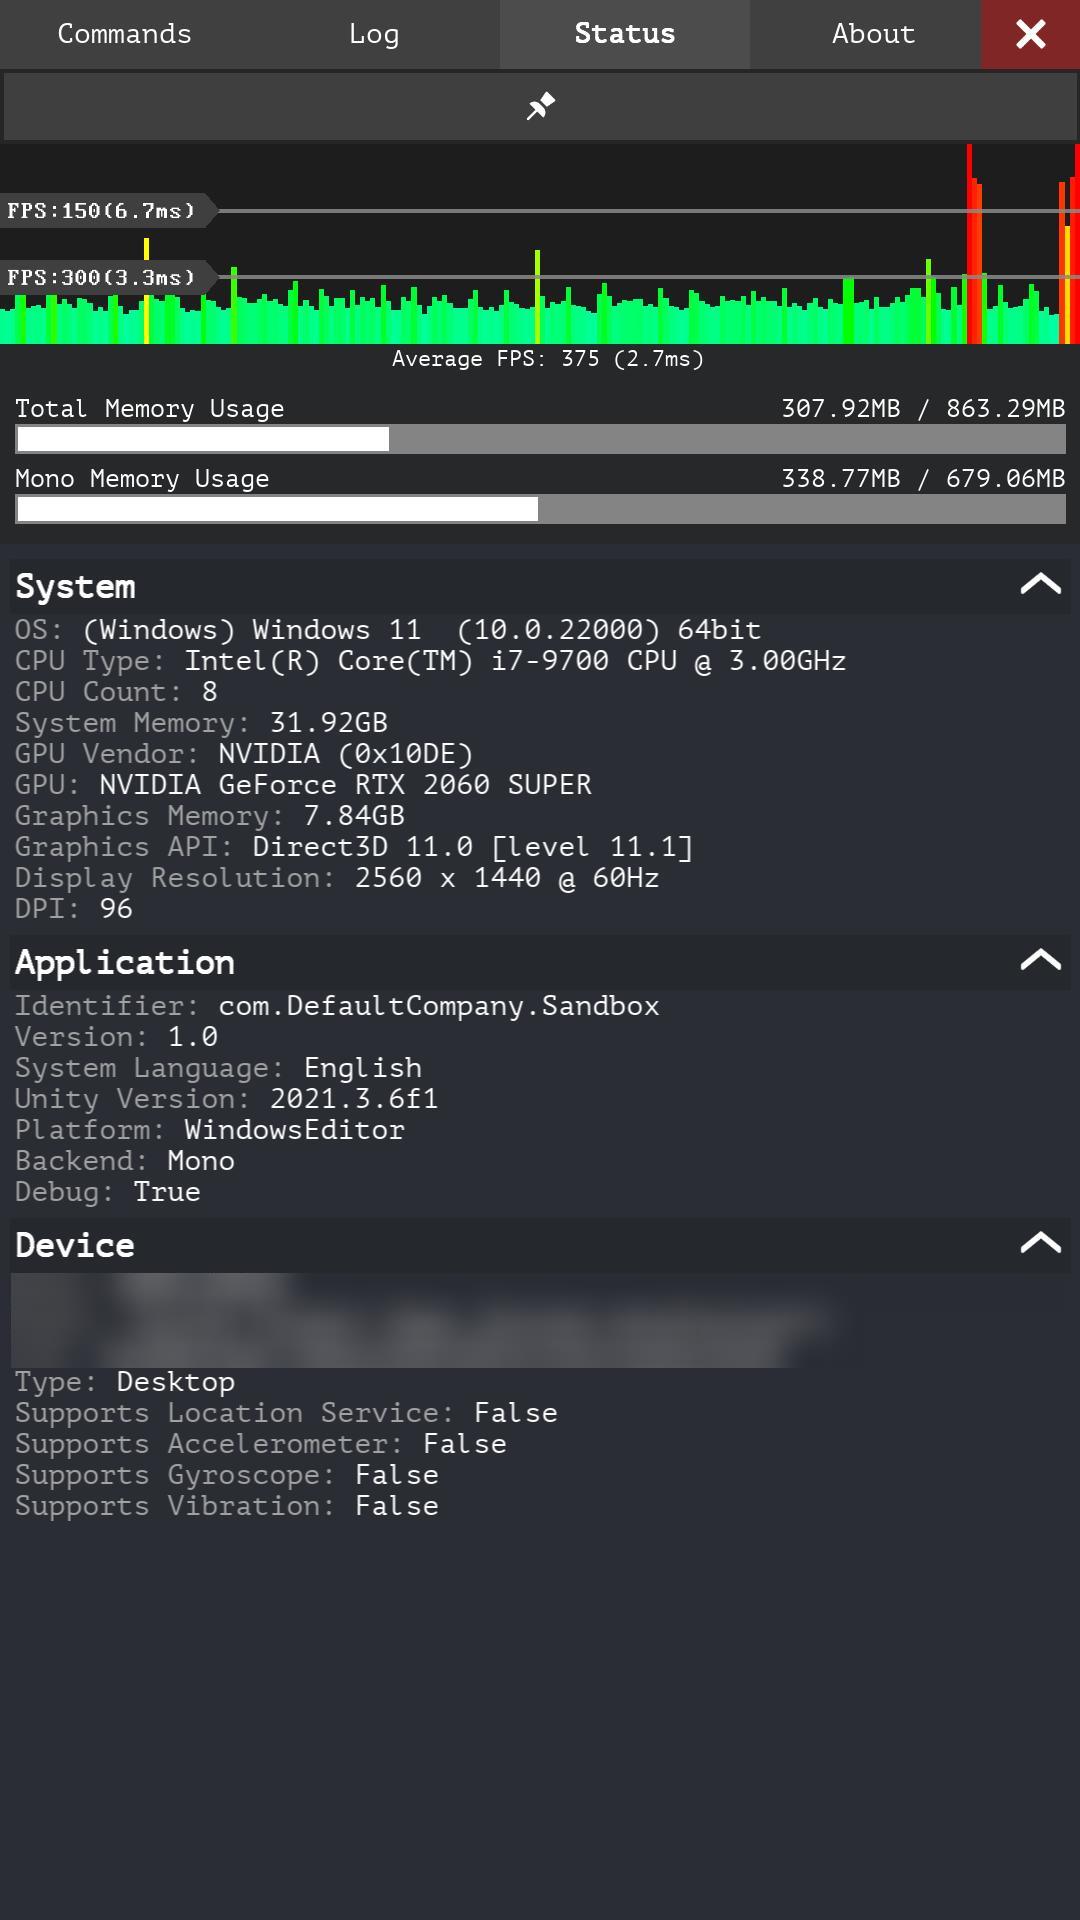 Commands Log Status About
FPS:150(6.7ms)
FPS:300(3.3ms)
Average FPS: 375 (2.7ms)
Total Memory Usage 307.92MB / 863.29MB
Mono Memory Usage 338.77MB / 679.06MB
System
OS: (Windows) Windows 11 (10.0.22000) 64bit
CPU Type: Intel(R) Core(TM) i7-9700 CPU @ 3.00GHz
CPU Count: 8
System Memory: 31.92GB
GPU Vendor: NVIDIA (0x10DE)
GPU: NVIDIA GeForce RTX 2060 SUPER
Graphics Memory: 7.84GB
Graphics API: Direct3D 11.0 [level 11.1]
Display Resolution: 2560 x 1440 @ 60Hz
DPI: 96
Application
Identifier: com.DefaultCompany.Sandbox
Version: 1.0
System Language: English
Unity Version: 2021.3.6f1
Platform: WindowsEditor
Backend: Mono
Debug: True
Device
Type: Desktop
Supports Location Service: False
Supports Accelerometer: False
Supports Gyroscope: False
Supports Vibration: False